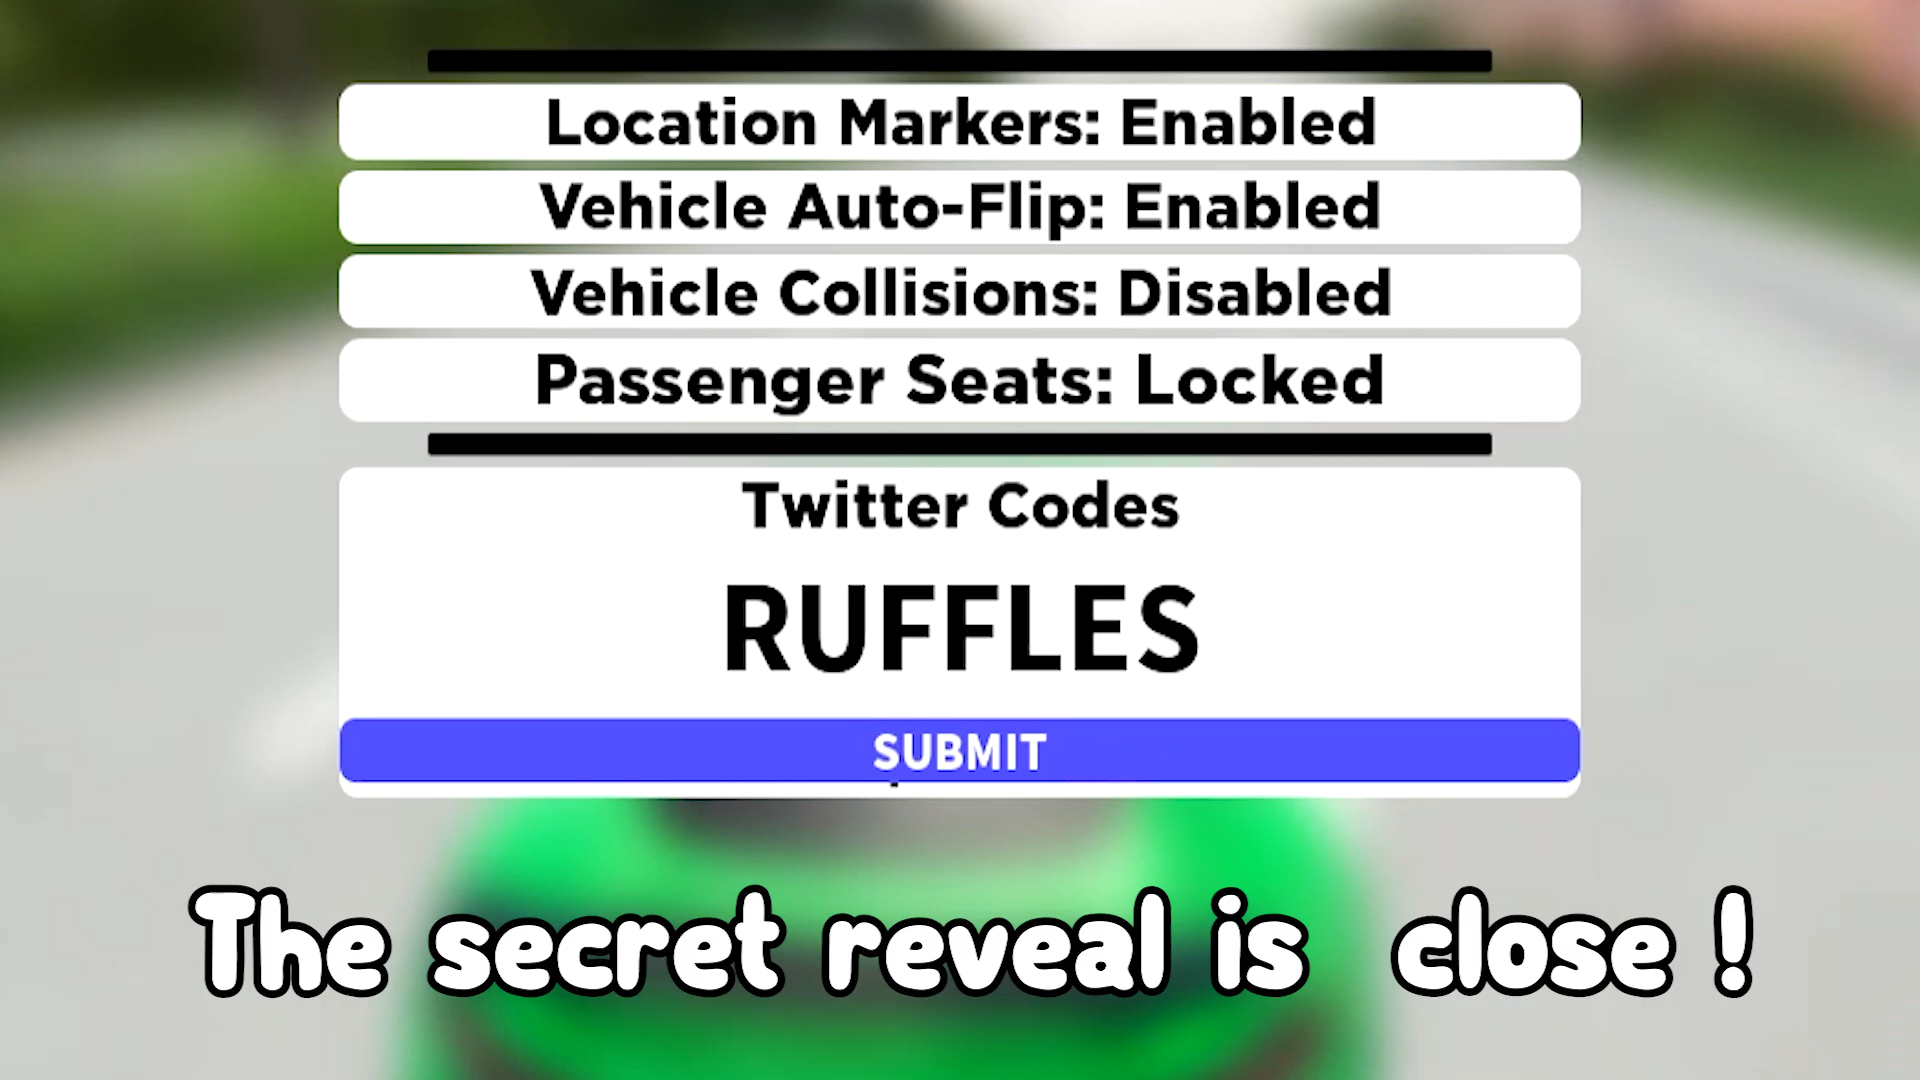 Location Markers: Enabled
Vehicle Auto-Flip: Enabled
Vehicle Collisions: Disabled
Passenger Seats: Locked
Twitter Codes
RUFFLES
SUBMIT
The secret reveal is close !